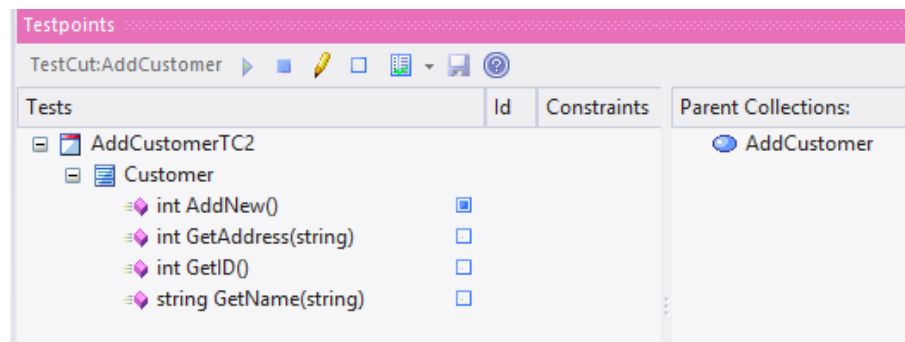 Testpoints
TestCut:AddCustomer
Tests Id Constraints Parent Collections:
AddCustomerTC2 AddCustomer
Customer
int AddNew()
int GetAddress(string)
int GetID()
string GetName(string)